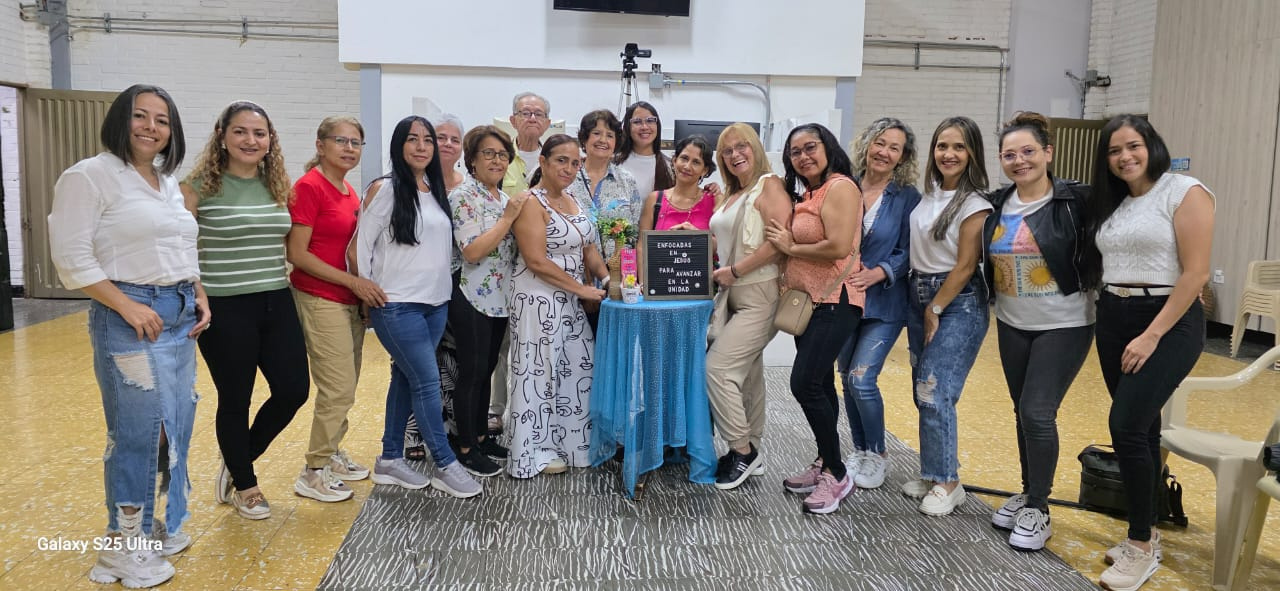 ENFOCADAS
EN
JESÚS
PARA
AVANZAR
EN LA
UNIDAD
Galaxy S25 Ultra